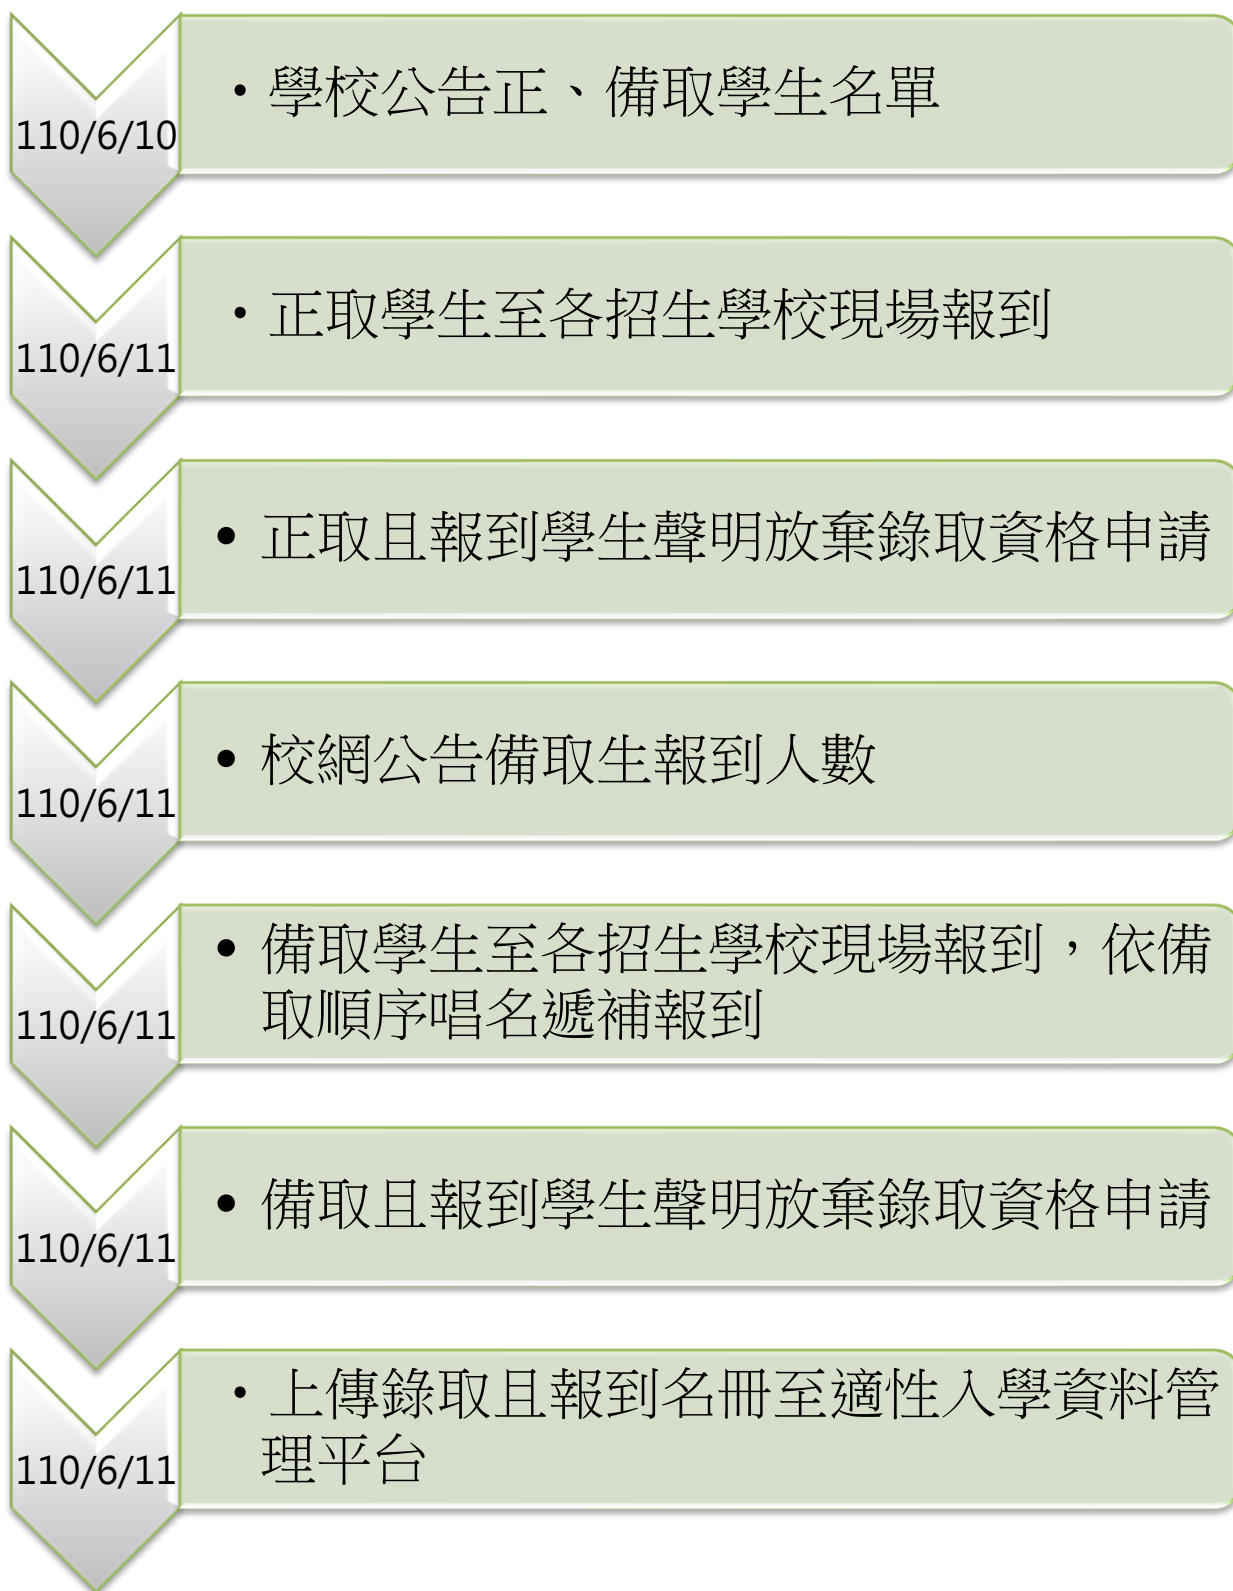 110/6/10
・學校公告正、備取學生名單
110/6/11
・正取學生至各招生學校現場報到
110/6/11
• 正取且報到學生聲明放棄錄取資格申請
110/6/11
• 校網公告備取生報到人數
110/6/11
• 備取學生至各招生學校現場報到，依備
取順序唱名遞補報到
110/6/11
• 備取且報到學生聲明放棄錄取資格申請
110/6/11
・上傳錄取且報到名冊至適性入學資料管
理平台